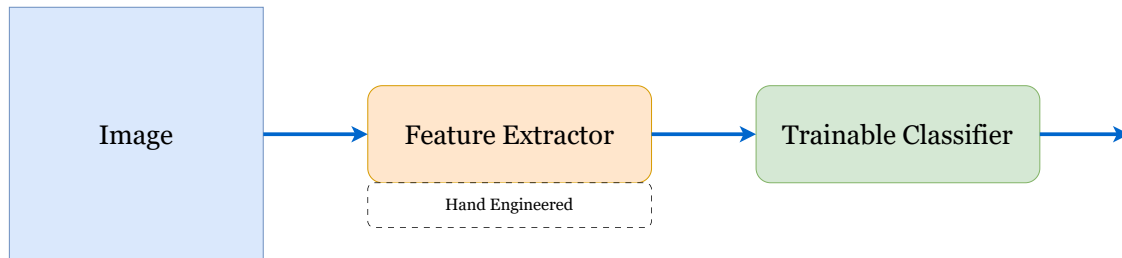 Image
Feature Extractor
Trainable Classifier
Hand Engineered